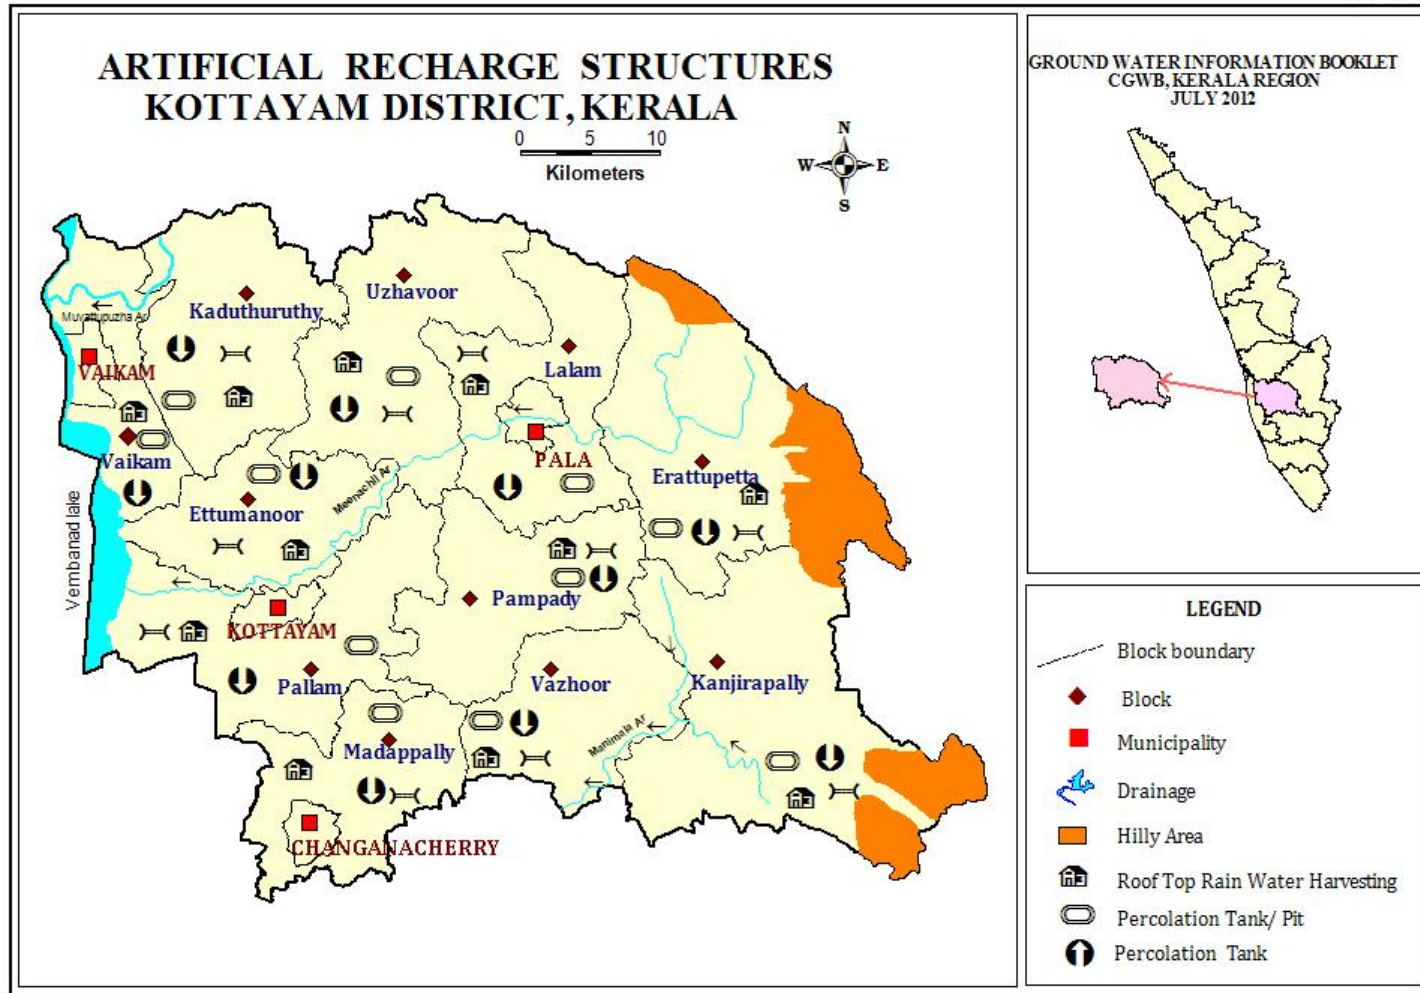 ARTIFICIAL RECHARGE STRUCTURES
KOTTAYAM DISTRICT, KERALA
0 5 10
Kilometers
N
W E
S
GROUND WATER INFORMATION BOOKLET
CGWB, KERALA REGION
JULY 2012
Uzhavoor
Kaduthuruthy
Muvattupuzha Ar
VAIKAM
Lalam
Vaikam
PALA
Erattupetta
Meenachil Ar
Ettumanoor
Vembanad lake
Pampady
KOTTAYAM
Pallam
Vazhoor
Kanjirapally
Manimala Ar
Madappally
CHANGANACHERRY
LEGEND
Block boundary
Block
Municipality
Drainage
Hilly Area
Roof Top Rain Water Harvesting
Percolation Tank/ Pit
Percolation Tank